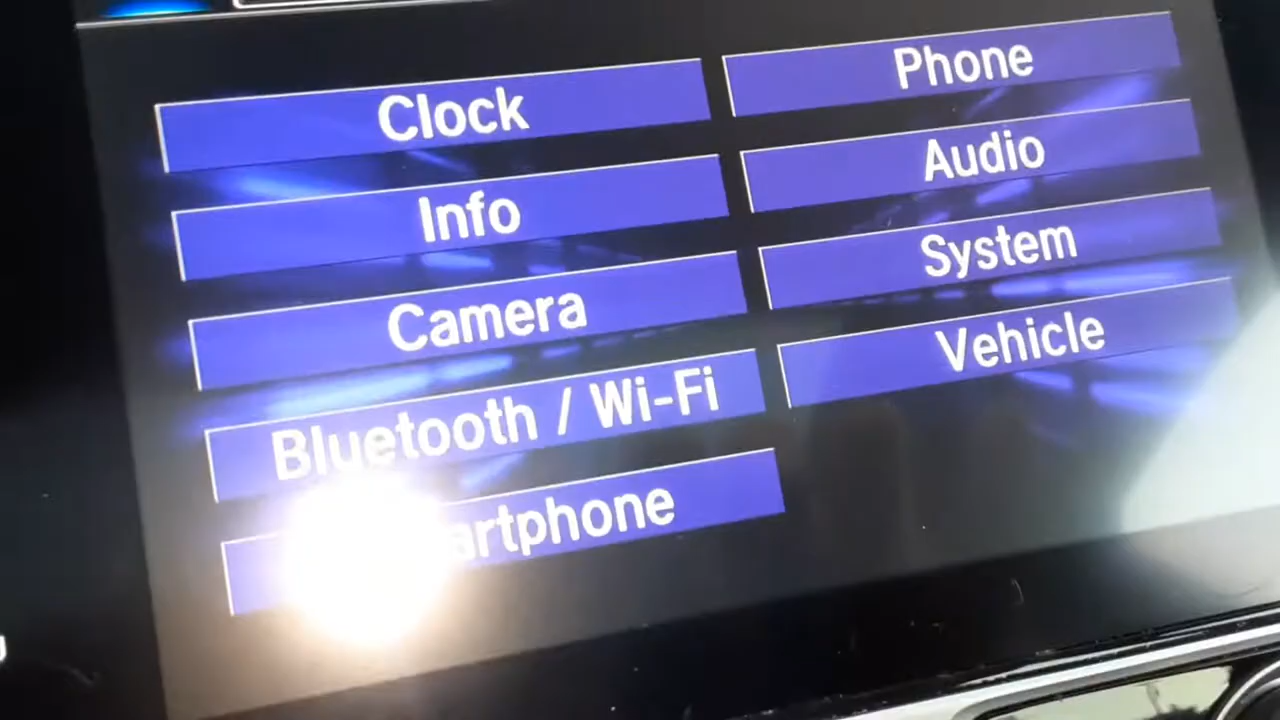 Clock
Phone
Info
Audio
Camera
System
Bluetooth / Wi-Fi
Vehicle
artphone